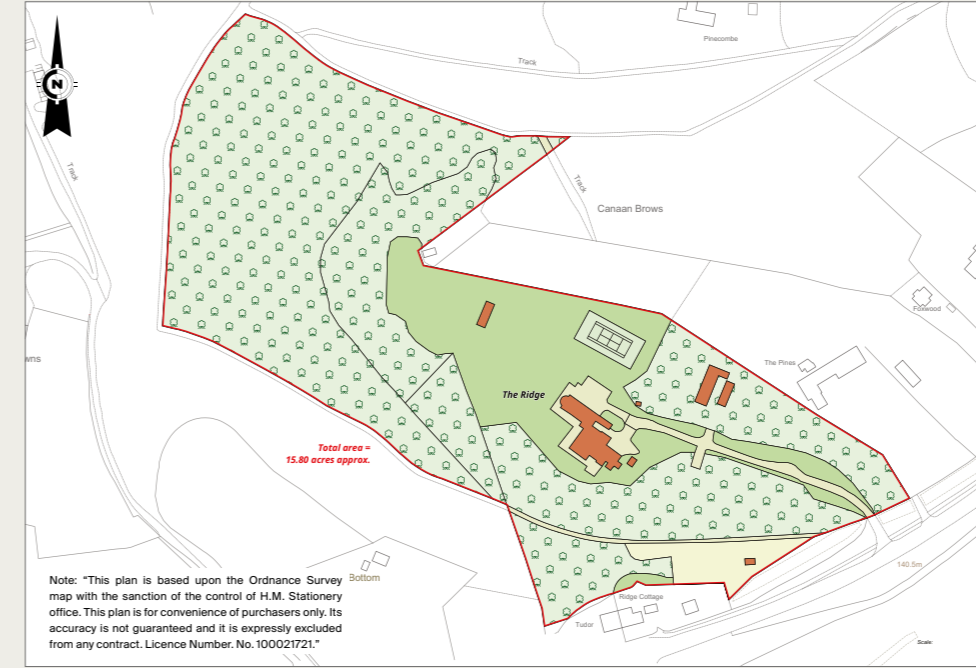 Pinecombe
Track
N
Track
Track
Canaan Brows
Foxwood
wns
The Pines
The Ridge
Total area =
15.80 acres approx.
140.5m
Bottom
Ridge Cottage
Tudor
Scale:
Note: “This plan is based upon the Ordnance Survey
map with the sanction of the control of H.M. Stationery
office. This plan is for convenience of purchasers only. Its
accuracy is not guaranteed and it is expressly excluded
from any contract. Licence Number. No. 100021721.”